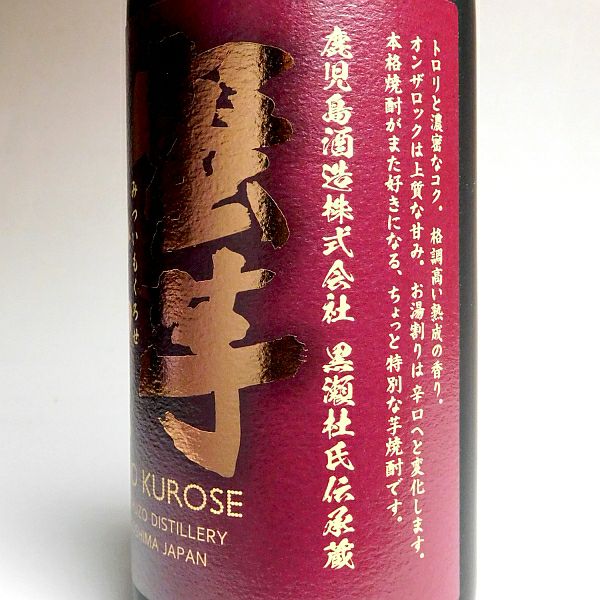 トロリと濃密なコク。格調高い熟成の香り。
オンザロックは上質な甘み。お湯割りは辛口へと変化します。
本格焼酎がまた好きになる、ちょっと特別な芋焼酎です。
鹿児島酒造株式会社 黒瀬杜氏伝承蔵
芋
みついもくろせ
KUROSE
DISTILLERY
JAPAN